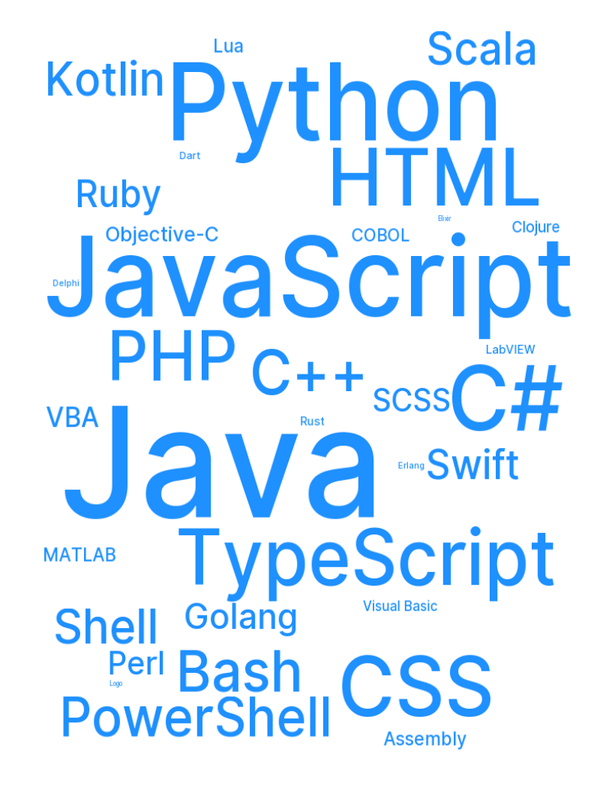 Lua
Scala
Kotlin
Python
Dart
HTML
Ruby
Objective-C
COBOL
Clojure
JavaScript
Delphi
PHP
C++
LabVIEW
SCSS
C#
VBA
Java
Rust
Erlang
Swift
MATLAB
TypeScript
Visual Basic
Shell
Golang
Perl
Bash
CSS
Logo
PowerShell
Assembly